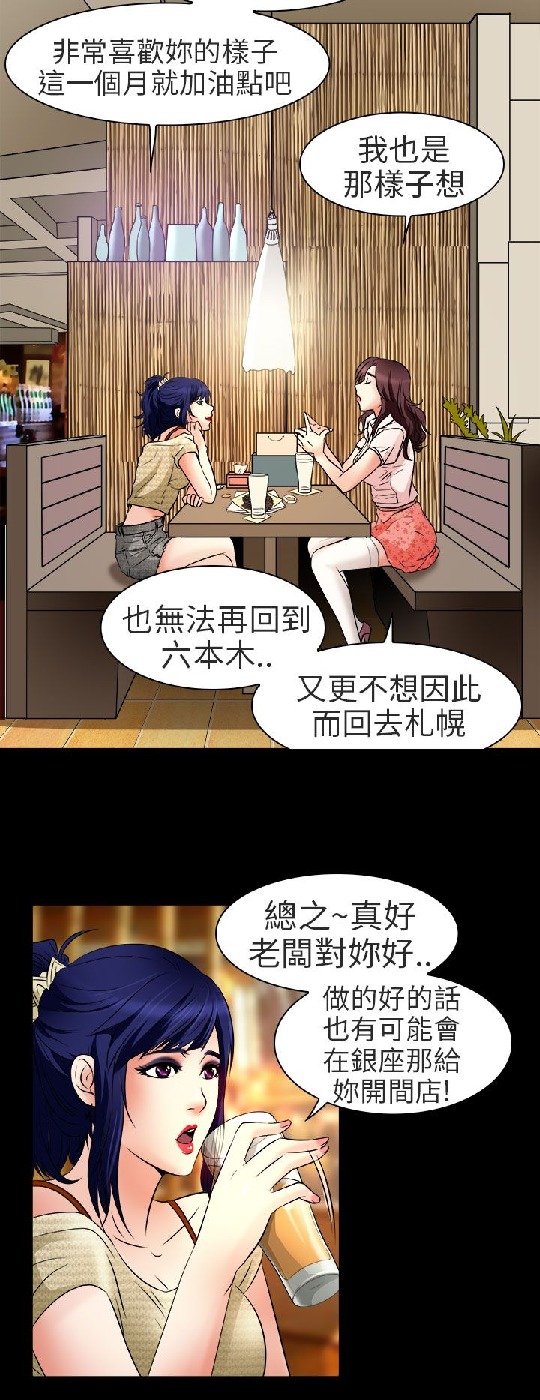 非常喜歡妳的樣子
這一個月就加油點吧
我也是
那樣子想
也無法再回到
六本木..
又更不想因此
而回去札幌
總之~真好
老闆對妳好..
做的好的話
也有可能會
在銀座那給
妳開間店!